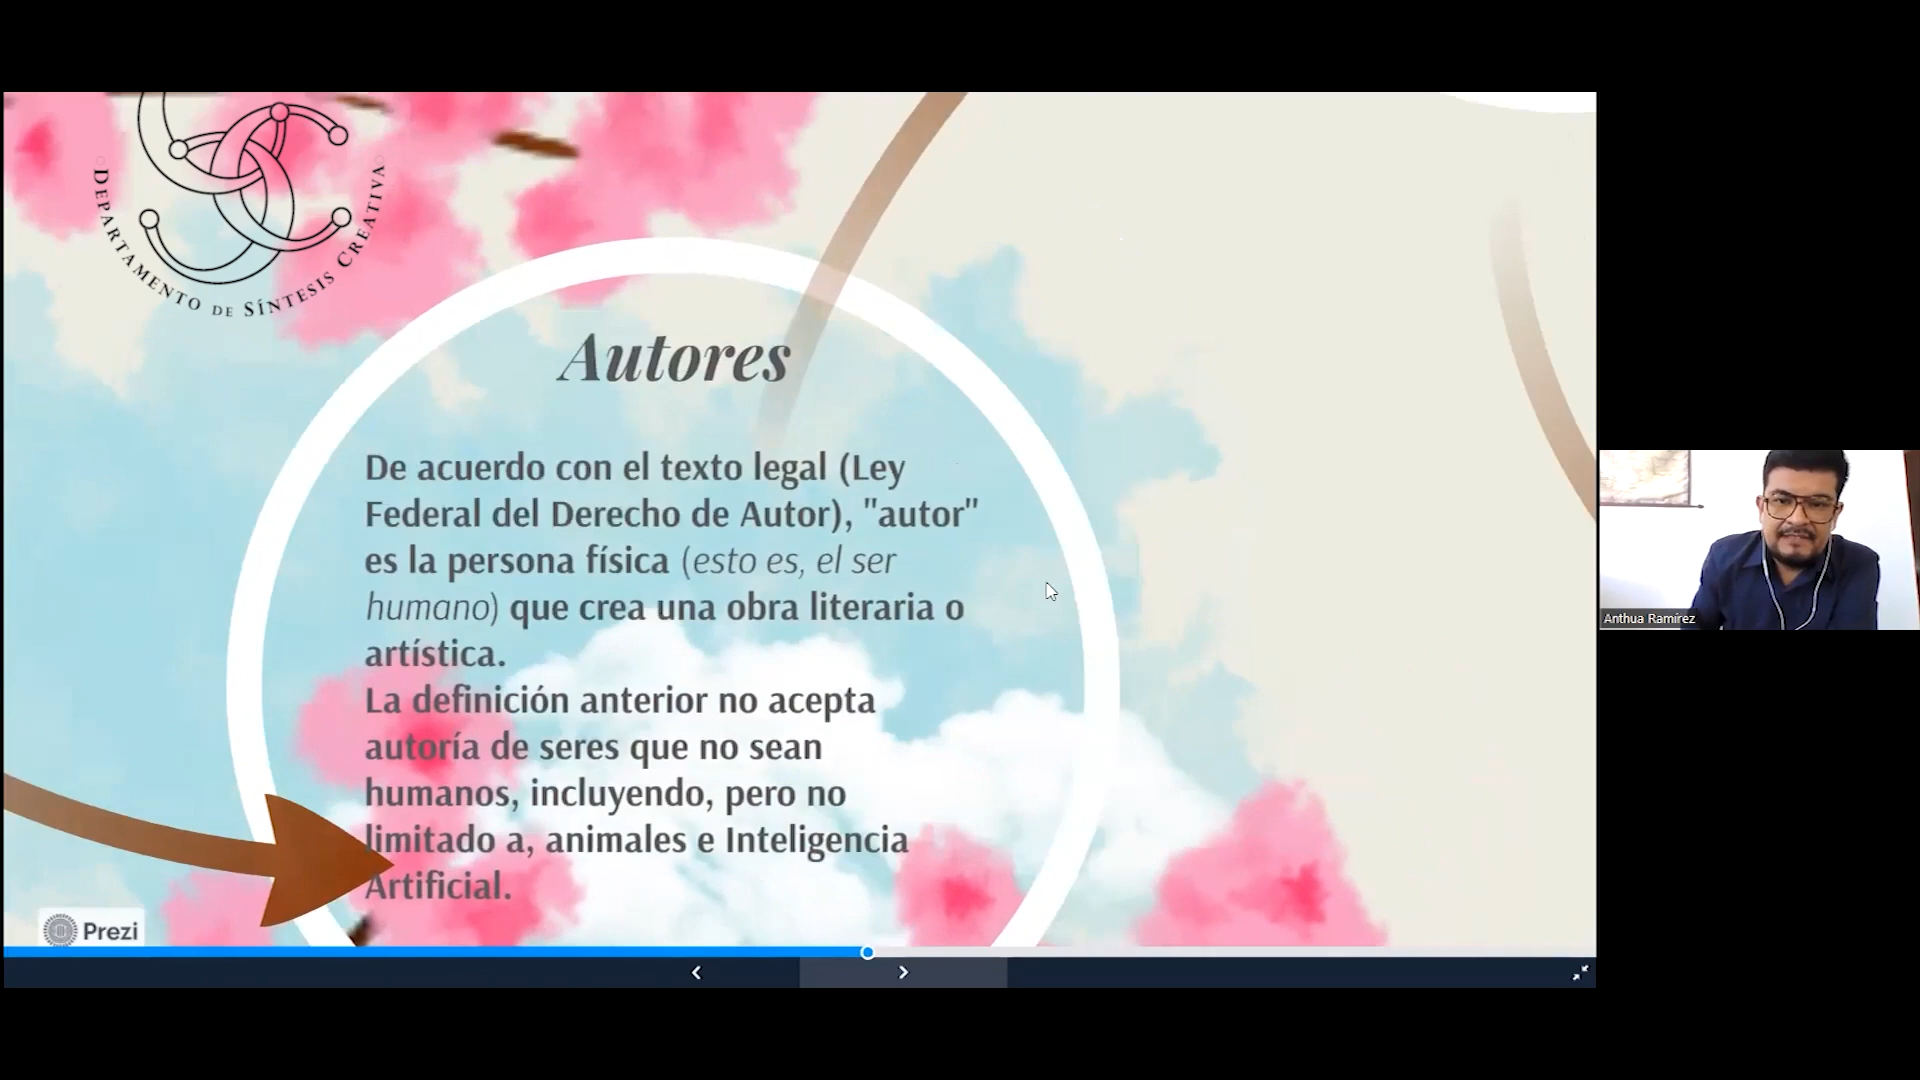 DEPARTAMENTO DE SÍNTESIS CREATIVA
Autores
De acuerdo con el texto legal (Ley
Federal del Derecho de Autor), "autor"
es la persona física (esto es, el ser
humano) que crea una obra literaria o
artística.
La definición anterior no acepta
autoría de seres que no sean
humanos, incluyendo, pero no
limitado a, animales e Inteligencia
Artificial.
Prezi
Anthua Ramírez